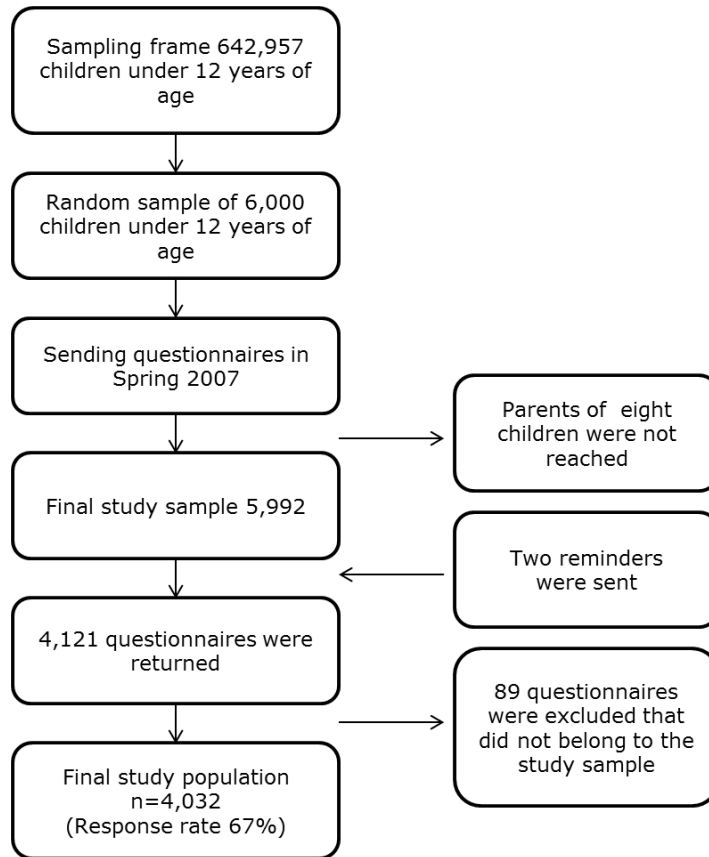 Sampling frame 642,957
children under 12 years of
age
Random sample of 6,000
children under 12 years of
age
Sending questionnaires in
Spring 2007
Parents of eight
children were not
reached
Final study sample 5,992
Two reminders
were sent
4,121 questionnaires were
returned
89 questionnaires
were excluded that
did not belong to the
study sample
Final study population
n=4,032
(Response rate 67%)